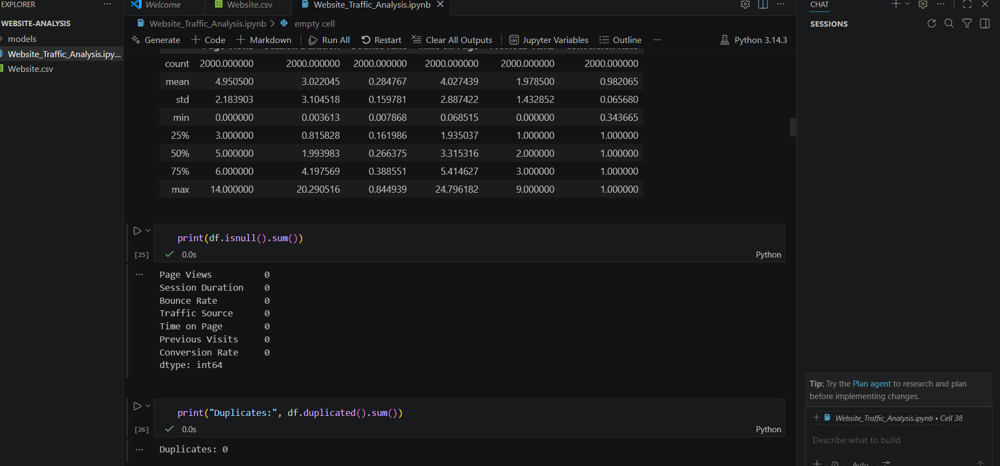 EXPLORER ···
WEBSITE-ANALYSIS
models
Website_Traffic_Analysis.ipy...
Website.csv
Welcome
Website.csv
Website_Traffic_Analysis.ipynb
Website_Traffic_Analysis.ipynb > empty cell
Generate + Code + Markdown Run All Restart Clear All Outputs Jupyter Variables Outline ··· Python 3.14.3
count 2000.000000 2000.000000 2000.000000 2000.000000 2000.000000 2000.000000
mean 4.950500 3.022045 0.284767 4.027439 1.978500 0.982065
std 2.183903 3.104518 0.159781 2.887422 1.432852 0.065680
min 0.000000 0.003613 0.007868 0.068515 0.000000 0.343665
25% 3.000000 0.815828 0.161986 1.935037 1.000000 1.000000
50% 5.000000 1.993983 0.266375 3.315316 2.000000 1.000000
75% 6.000000 4.197569 0.388551 5.414627 3.000000 1.000000
max 14.000000 20.290516 0.844939 24.796182 9.000000 1.000000
print(df.isnull().sum())
[25] 0.0s Python
Page Views 0
Session Duration 0
Bounce Rate 0
Traffic Source 0
Time on Page 0
Previous Visits 0
Conversion Rate 0
dtype: int64
print("Duplicates:", df.duplicated().sum())
[26] 0.0s Python
Duplicates: 0
CHAT
SESSIONS
Tip: Try the Plan agent to research and plan
before implementing changes.
+ Website_Traffic_Analysis.ipynb • Cell 38
Describe what to build
Auto